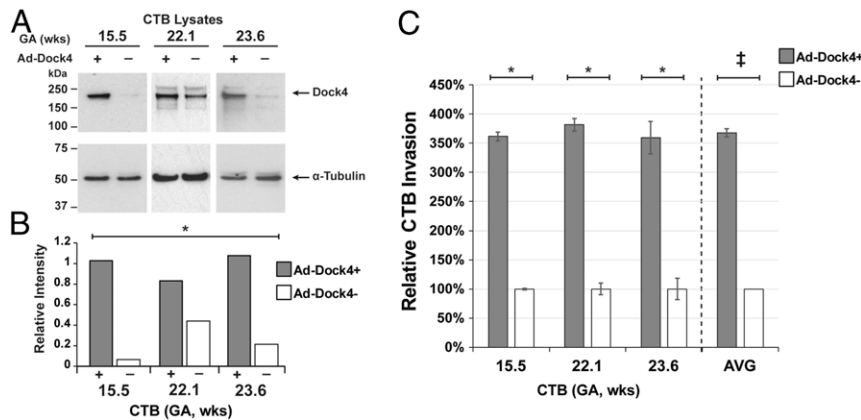 A
CTB Lysates
GA (wks) 15.5 22.1 23.6
Ad-Dock4 + − + − + −
kDa
250
150
100
Dock4
75
50
37
α-Tubulin
B
*
Relative Intensity
1.2
1
0.8
0.6
0.4
0.2
0
Ad-Dock4+
Ad-Dock4-
+ − + − + −
15.5 22.1 23.6
CTB (GA, wks)
C
* * * ‡
Ad-Dock4+
Ad-Dock4-
Relative CTB Invasion
450%
400%
350%
300%
250%
200%
150%
100%
50%
0%
15.5 22.1 23.6 AVG
CTB (GA, wks)